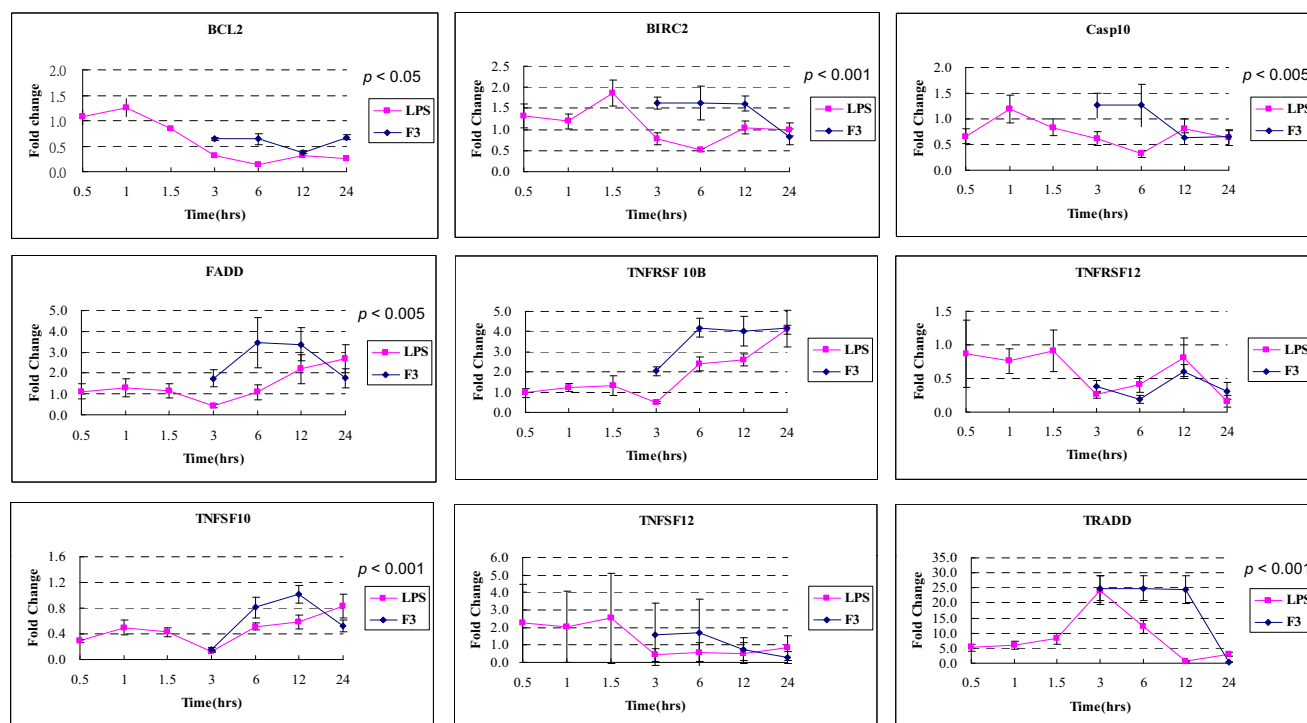 BCL2
Fold change
2.0
1.5
1.0
0.5
0.0
0.5 1 1.5 3 6 12 24
Time(hrs)
p < 0.05
LPS
F3
BIRC2
Fold Change
2.5
2.0
1.5
1.0
0.5
0.0
0.5 1 1.5 3 6 12 24
Time(hrs)
p < 0.001
LPS
F3
Casp10
Fold Change
2.0
1.5
1.0
0.5
0.0
0.5 1 1.5 3 6 12 24
Time(hrs)
p < 0.005
LPS
F3
FADD
Fold Change
5.0
4.0
3.0
2.0
1.0
0.0
0.5 1 1.5 3 6 12 24
Time(hrs)
p < 0.005
LPS
F3
TNFRSF 10B
Fold Change
5.0
4.0
3.0
2.0
1.0
0.0
0.5 1 1.5 3 6 12 24
Time(hrs)
LPS
F3
TNFRSF12
Fold Change
1.5
1.0
0.5
0.0
0.5 1 1.5 3 6 12 24
Time(hrs)
LPS
F3
TNFSF10
Fold Change
1.6
1.2
0.8
0.4
0.0
0.5 1 1.5 3 6 12 24
Time(hrs)
p < 0.001
LPS
F3
TNFSF12
Fold Change
6.0
5.0
4.0
3.0
2.0
1.0
0.0
0.5 1 1.5 3 6 12 24
Time(hrs)
LPS
F3
TRADD
Fold Change
35.0
30.0
25.0
20.0
15.0
10.0
5.0
0.0
0.5 1 1.5 3 6 12 24
Time(hrs)
p < 0.001
LPS
F3